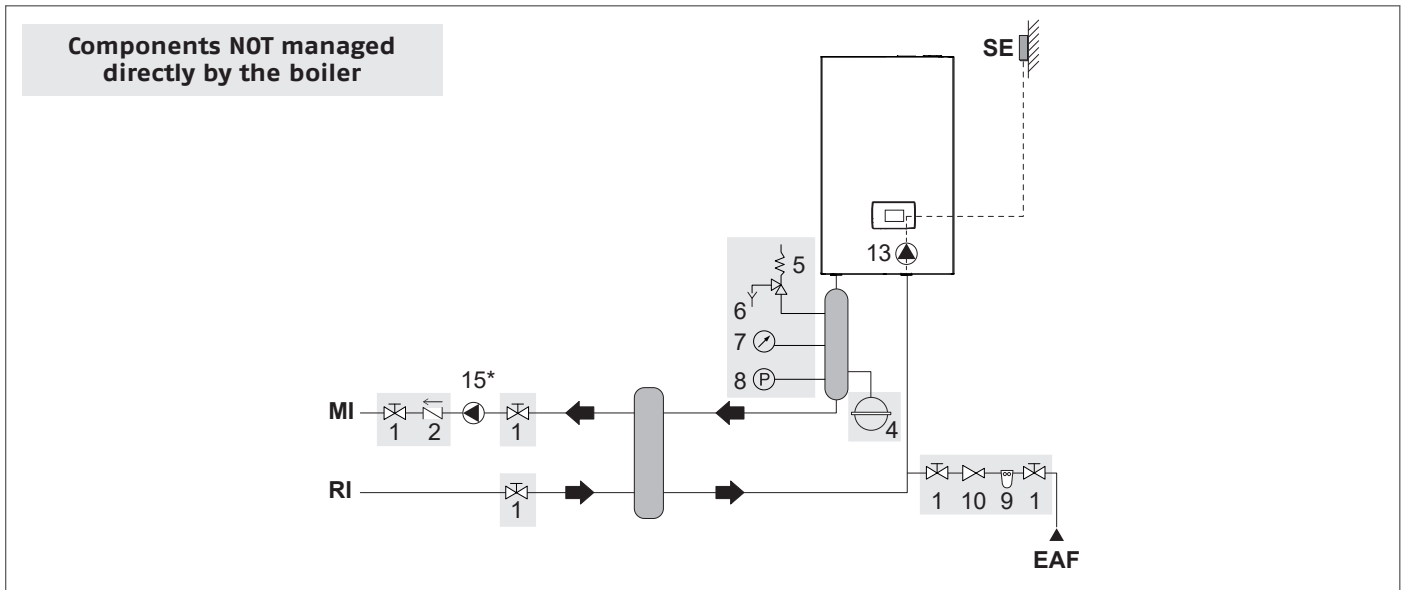 Components NOT managed
directly by the boiler
SE
13
5
6
7
8 P
15*
MI
1 2 1
4
RI
1
1 10 9 1
EAF